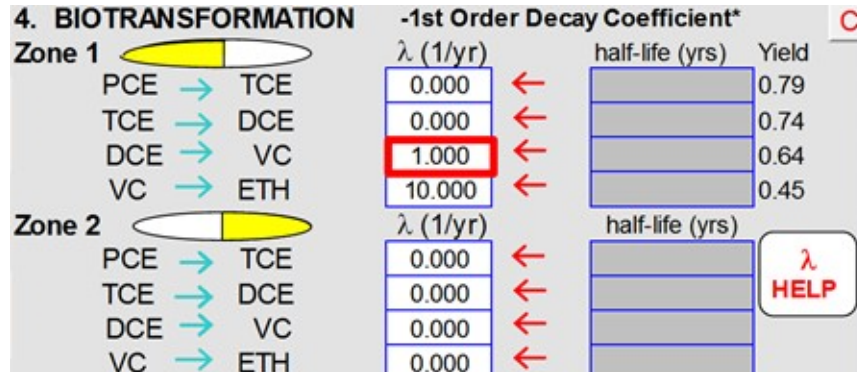 4. BIOTRANSFORMATION -1st Order Decay Coefficient* C
Zone 1 λ (1/yr) half-life (yrs) Yield
PCE → TCE 0.000 ← 0.79
TCE → DCE 0.000 ← 0.74
DCE → VC 1.000 ← 0.64
VC → ETH 10.000 ← 0.45
Zone 2 λ (1/yr) half-life (yrs)
PCE → TCE 0.000 ← λ
TCE → DCE 0.000 ← HELP
DCE → VC 0.000 ←
VC → ETH 0.000 ←